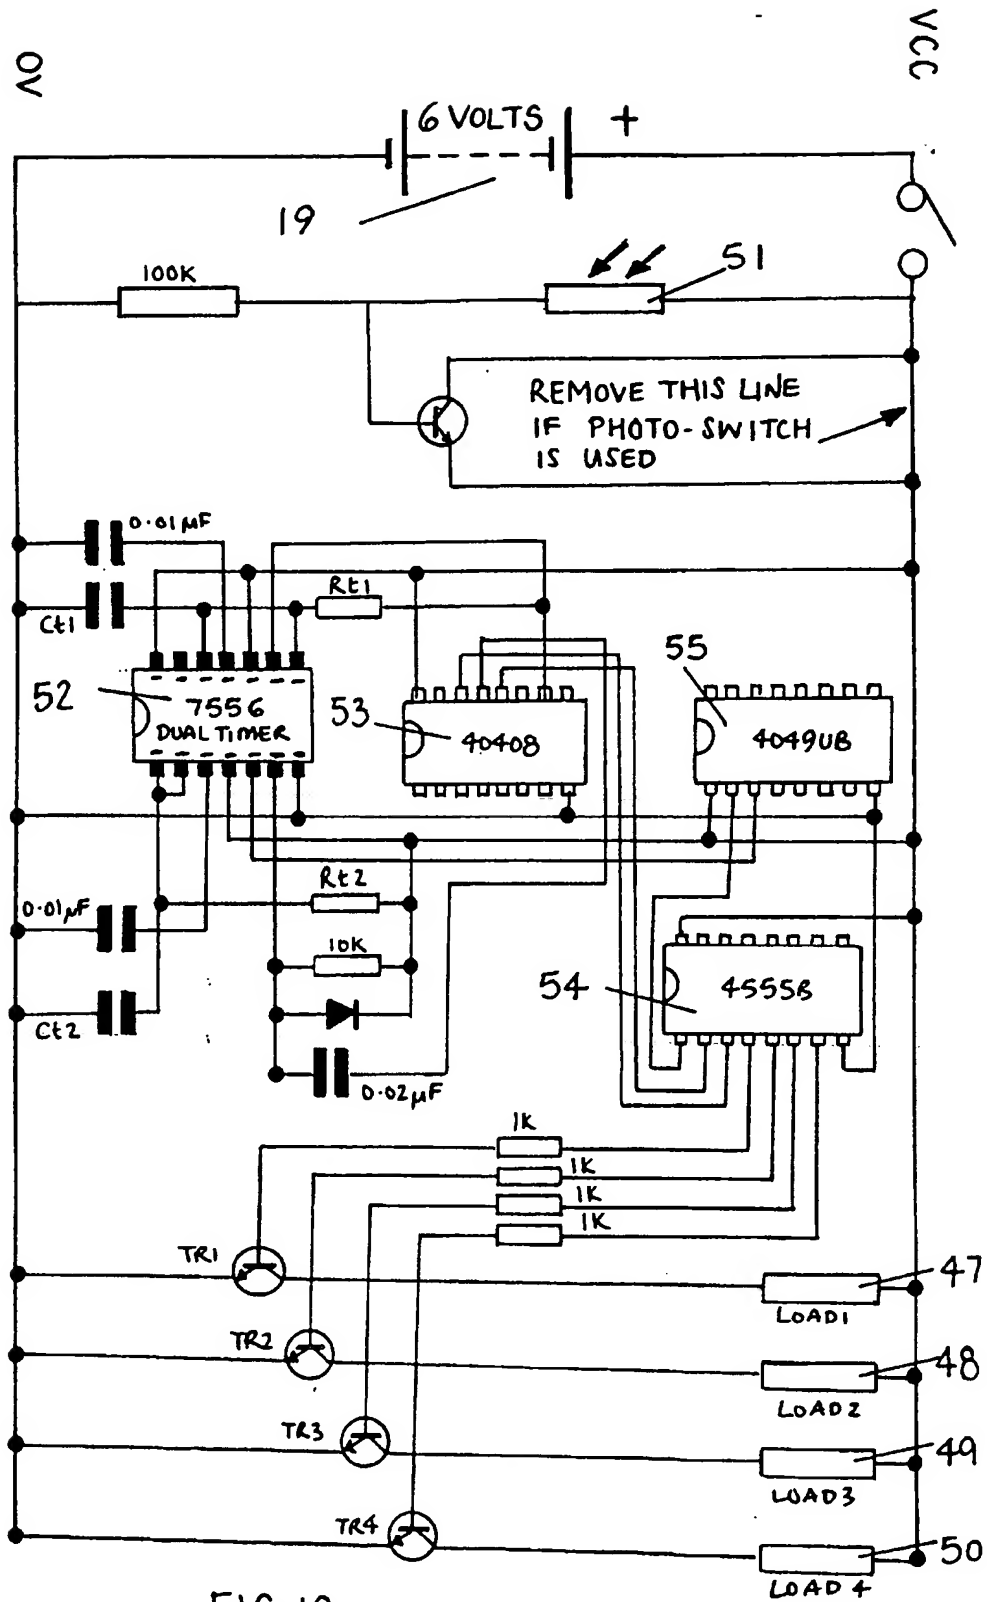 0V
VCC
6 VOLTS +
19
100K
51
REMOVE THIS LINE
IF PHOTO-SWITCH
IS USED
0.01µF
Rt1
Ct1
52
7556
DUAL TIMER
53
4040B
55
4049UB
Rt2
0.01µF
10K
54
4555B
Ct2
0.02µF
1K
1K
1K
1K
TR1
47
LOAD1
TR2
48
LOAD2
TR3
49
LOAD3
TR4
50
LOAD4